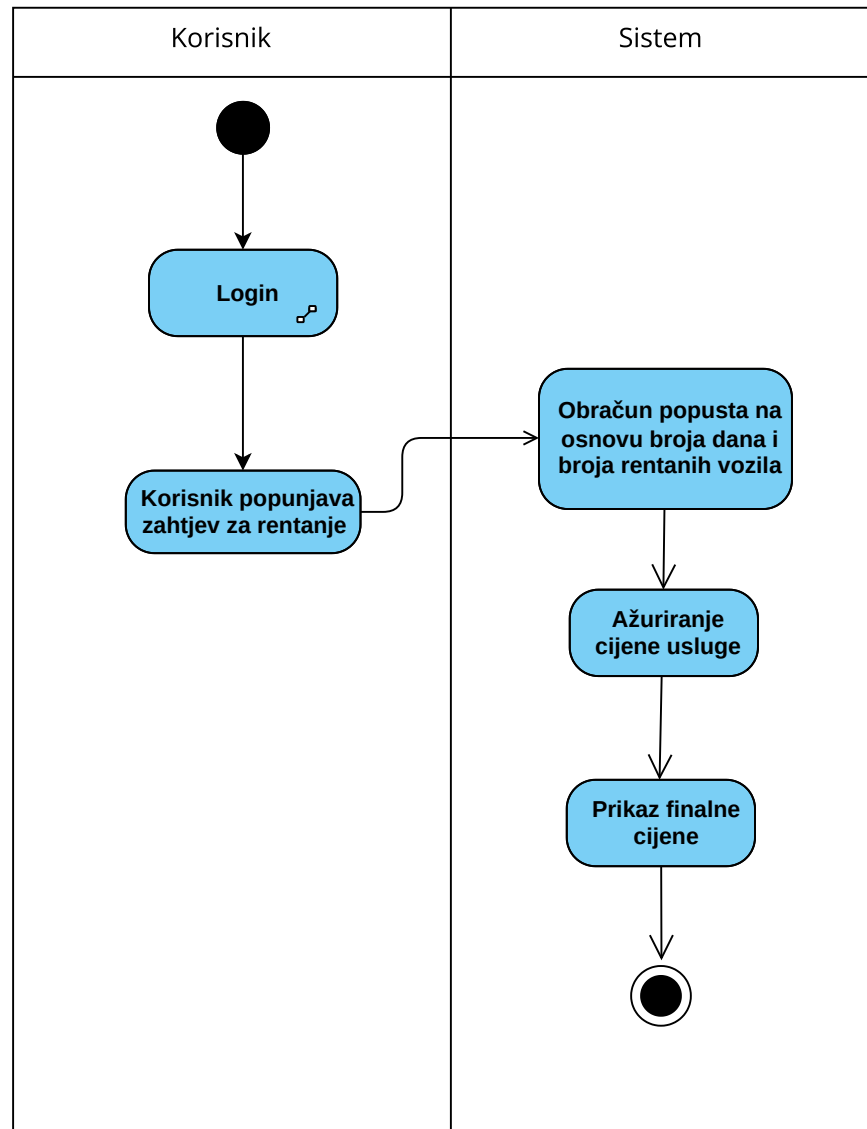 Korisnik
Sistem
Login
Korisnik popunjava
zahtjev za rentanje
Obračun popusta na
osnovu broja dana i
broja rentanih vozila
Ažuriranje
cijene usluge
Prikaz finalne
cijene